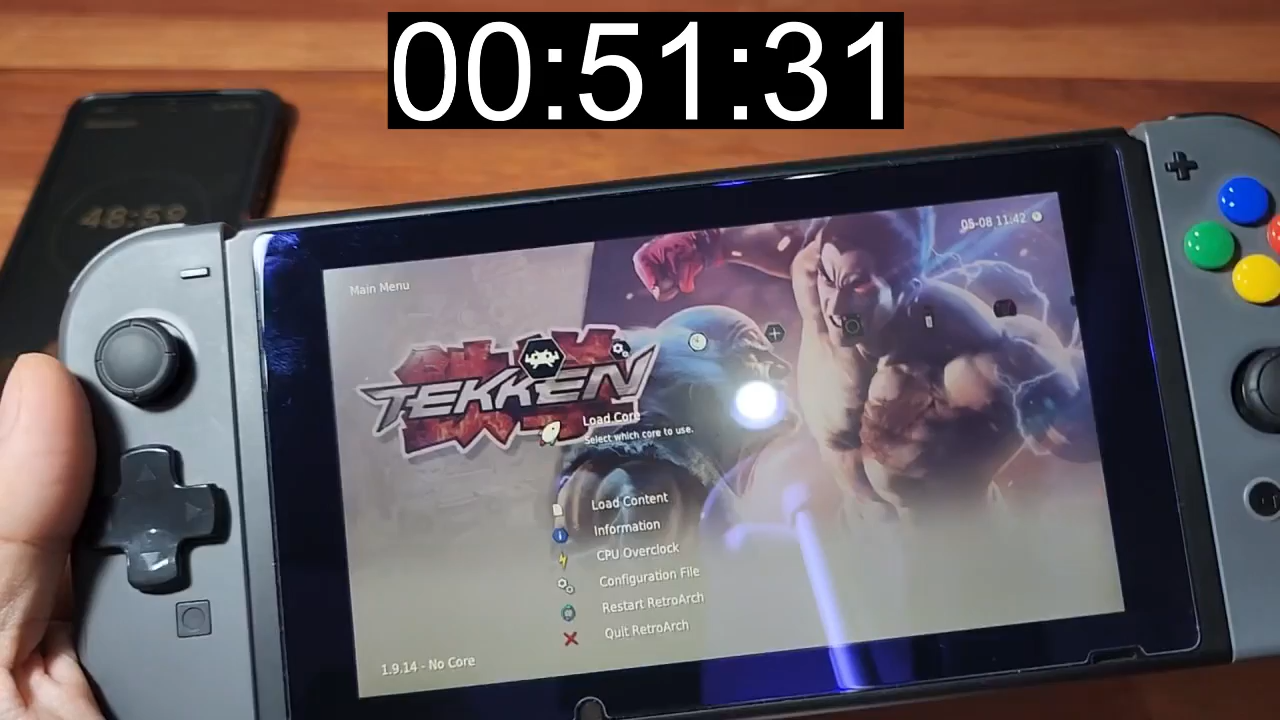 00:51:31
48:59
05-08 11:42
Main Menu
TEKKEN
Load Core
Select which core to use.
Load Content
Information
CPU Overclock
Configuration File
Restart RetroArch
Quit RetroArch
1.9.14 - No Core